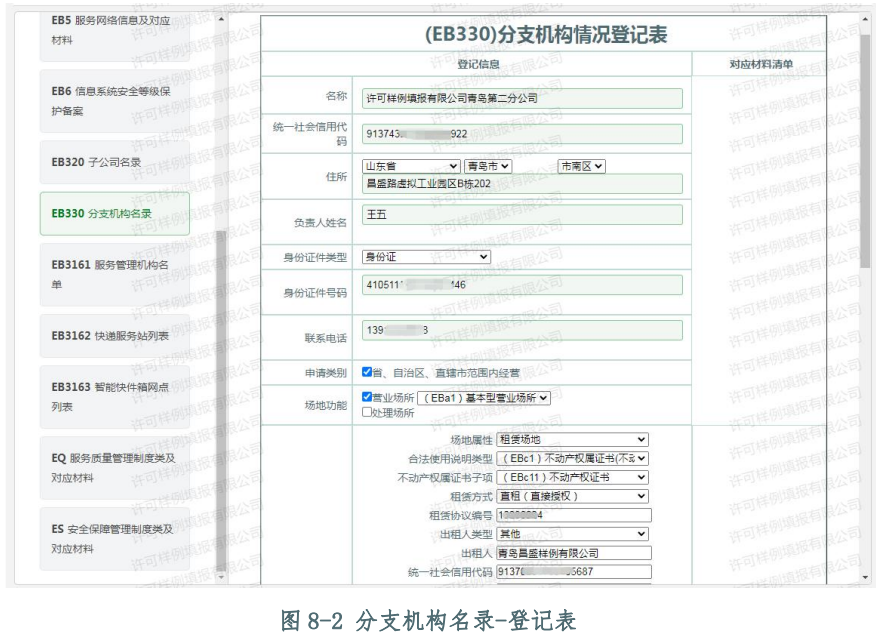 EB5 服务网络信息及对应
材料
EB6 信息系统安全等级保
护备案
EB320 子公司名录
EB330 分支机构名录
EB3161 服务管理机构名
单
EB3162 快递服务站列表
EB3163 智能快件箱网点
列表
EQ 服务质量管理制度类及
对应材料
ES 安全保障管理制度类及
对应材料
(EB330)分支机构情况登记表
登记信息 对应材料清单
名称 许可样例填报有限公司青岛第二分公司
统一社会信用代
码 913743 922
住所 山东省 青岛市 市南区
昌盛路虚拟工业园区B栋202
负责人姓名 王五
身份证件类型 身份证
身份证件号码 410511 446
联系电话 139 3
申请类别 省、自治区、直辖市范围内经营
场地功能 营业场所 (EBa1)基本型营业场所
处理场所
场地属性 租赁场地
合法使用说明类型 (EBc1)不动产权属证书(不
不动产权属证书子项 (EBc11)不动产权证书
租赁方式 直租(直接授权)
租赁协议编号
出租人类型 其他
出租人 青岛昌盛样例有限公司
统一社会信用代码 9137 5687
图 8-2 分支机构名录-登记表